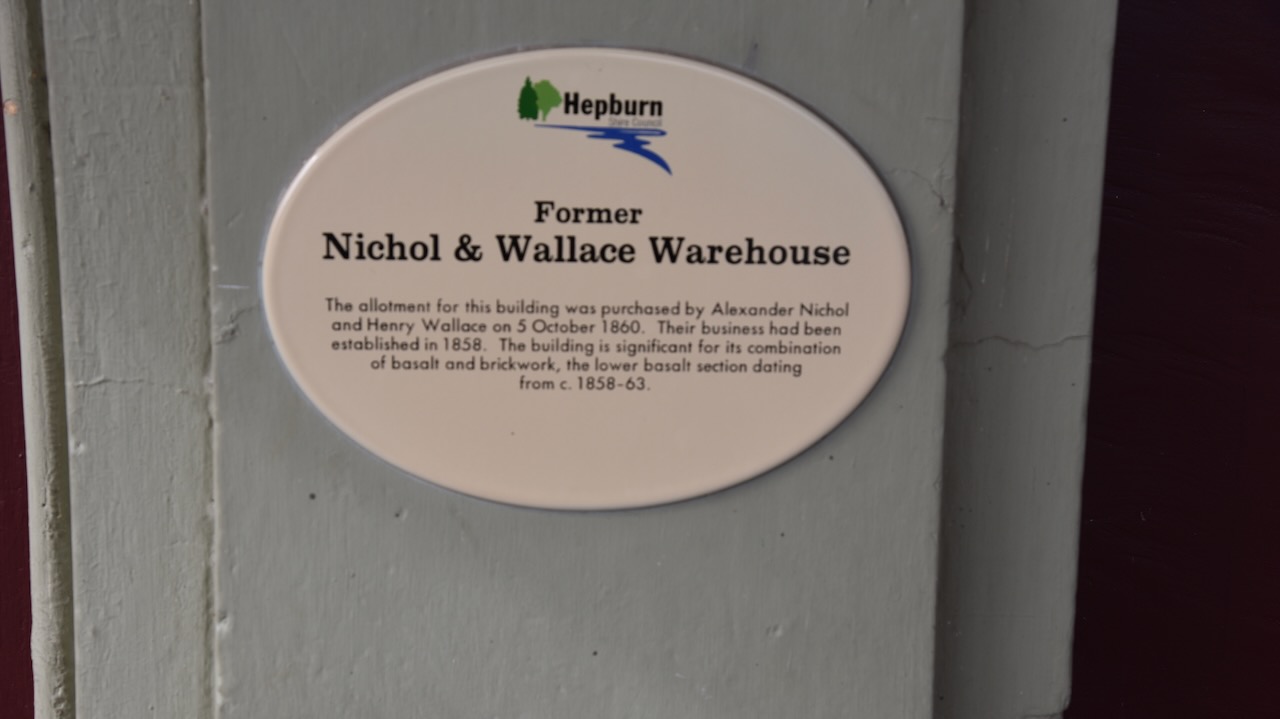 Hepburn
Shire Council
Former
Nichol & Wallace Warehouse
The allotment for this building was purchased by Alexander Nichol
and Henry Wallace on 5 October 1860. Their business had been
established in 1858. The building is significant for its combination
of basalt and brickwork, the lower basalt section dating
from c. 1858-63.